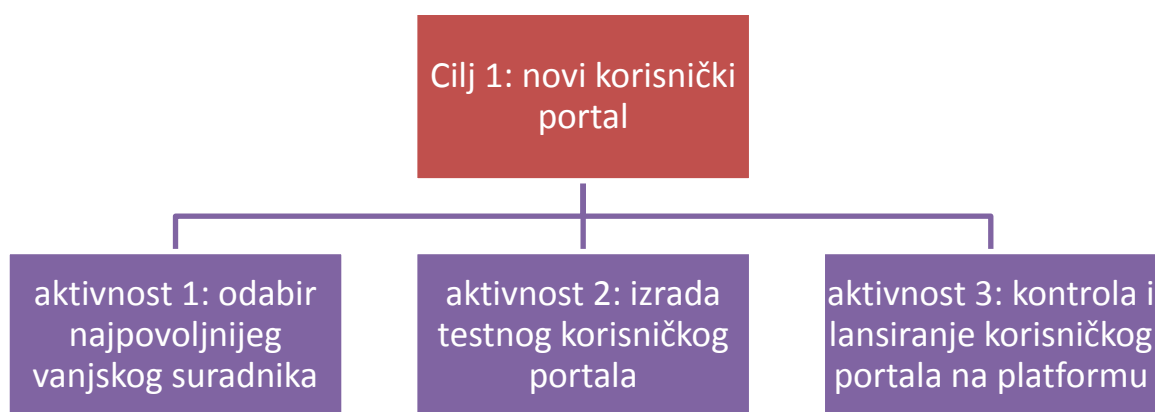 Cilj 1: novi korisnički
portal
aktivnost 1: odabir
najpovoljnijeg
vanjskog suradnika
aktivnost 2: izrada
testnog korisničkog
portala
aktivnost 3: kontrola i
lansiranje korisničkog
portala na platformu